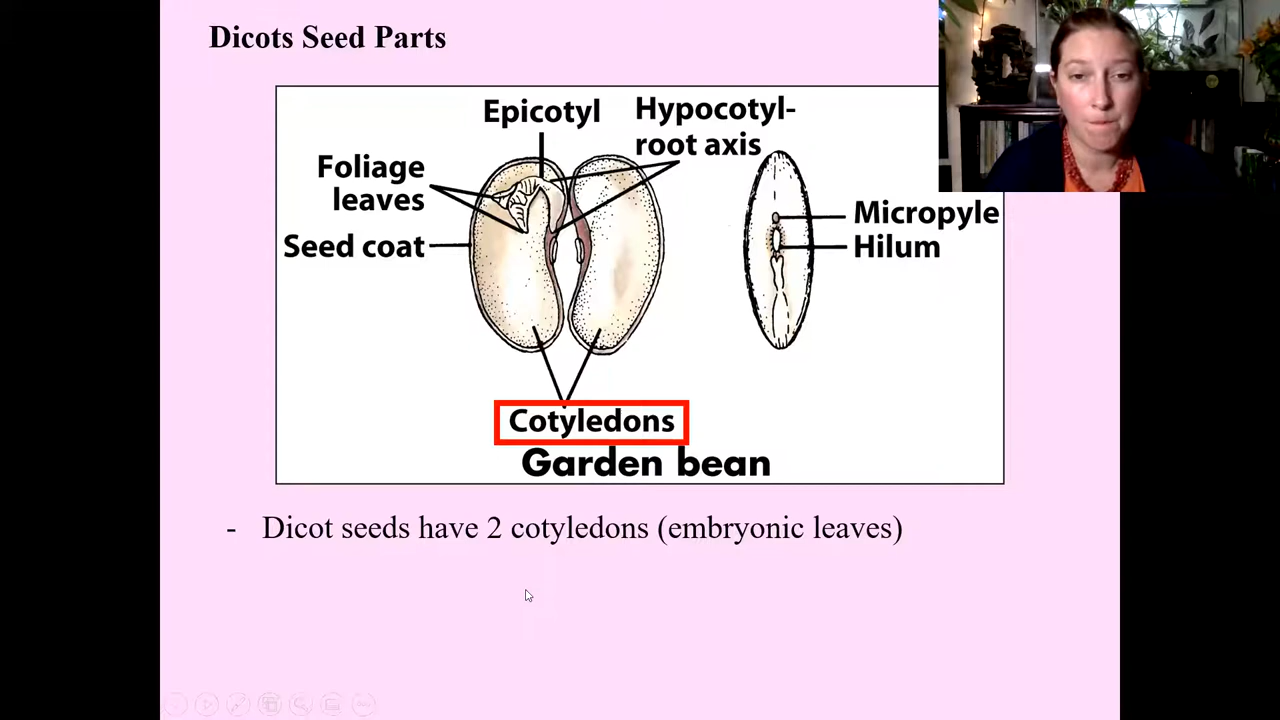 Dicots Seed Parts
Epicotyl
Hypocotyl-
root axis
Foliage
leaves
Seed coat
Micropyle
Hilum
Cotyledons
Garden bean
- Dicot seeds have 2 cotyledons (embryonic leaves)